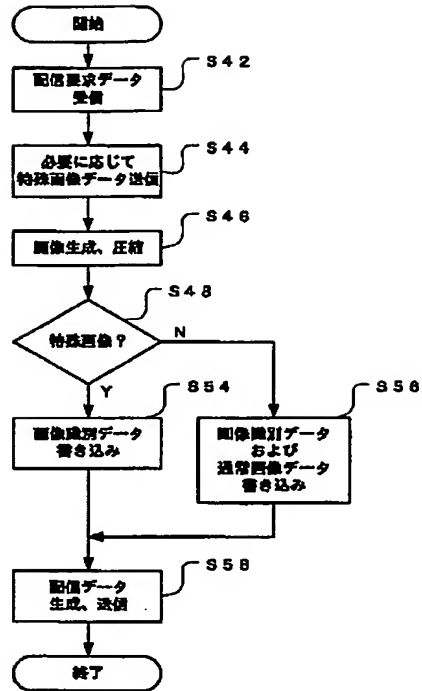 開始
S42
配信要求データ
受信
S44
必要に応じて
特殊画像データ送信
S46
画像生成、圧縮
S48
特殊画像?
N
Y
S54
画像識別データ
書き込み
S56
画像識別データ
および
通常画像データ
書き込み
S58
配信データ
生成、送信
終了